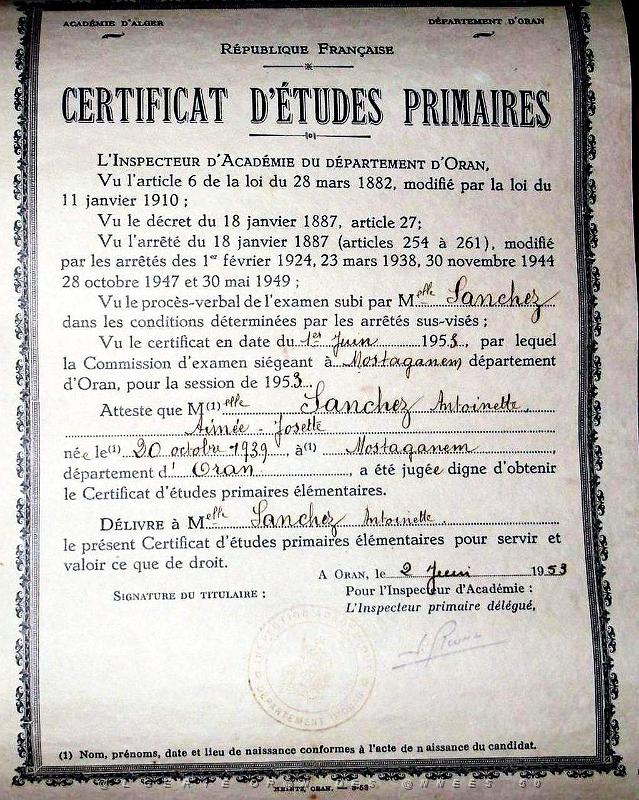 ACADÉMIE D'ALGER
DÉPARTEMENT D'ORAN
RÉPUBLIQUE FRANÇAISE
CERTIFICAT D'ÉTUDES PRIMAIRES
L'INSPECTEUR D'ACADÉMIE DU DÉPARTEMENT D'ORAN,
Vu l'article 6 de la loi du 28 mars 1882, modifié par la loi du
11 janvier 1910 ;
Vu le décret du 18 janvier 1887, article 27;
Vu l'arrêté du 18 janvier 1887 (articles 254 à 261), modifié
par les arrêtés des 1er février 1924, 23 mars 1938, 30 novembre 1944
28 octobre 1947 et 30 mai 1949 ;
Vu le procès-verbal de l'examen subi par Melle Sanchez
dans les conditions déterminées par les arrêtés sus-visés ;
Vu le certificat en date du 1er Juin 1953, par lequel
la Commission d'examen siégeant à Mostaganem département
d'Oran, pour la session de 1953.
Atteste que M(1)elle Sanchez Antoinette,
Aimée - Josette
née le(1) 20 octobre 1939, à(1) Mostaganem,
département d' Oran, a été jugée digne d'obtenir
le Certificat d'études primaires élémentaires.
DÉLIVRE à Melle Sanchez Antoinette.
le présent Certificat d'études primaires élémentaires pour servir et
valoir ce que de droit.
A ORAN, le 2 Juin 1953
SIGNATURE DU TITULAIRE :
Pour l'Inspecteur d'Académie :
L'Inspecteur primaire délégué,
INSPECTION ACADÉMIQUE
DÉPARTEMENT D'ORAN
(1) Nom, prénoms, date et lieu de naissance conformes à l'acte de naissance du candidat.
HEINTZ, ORAN. —